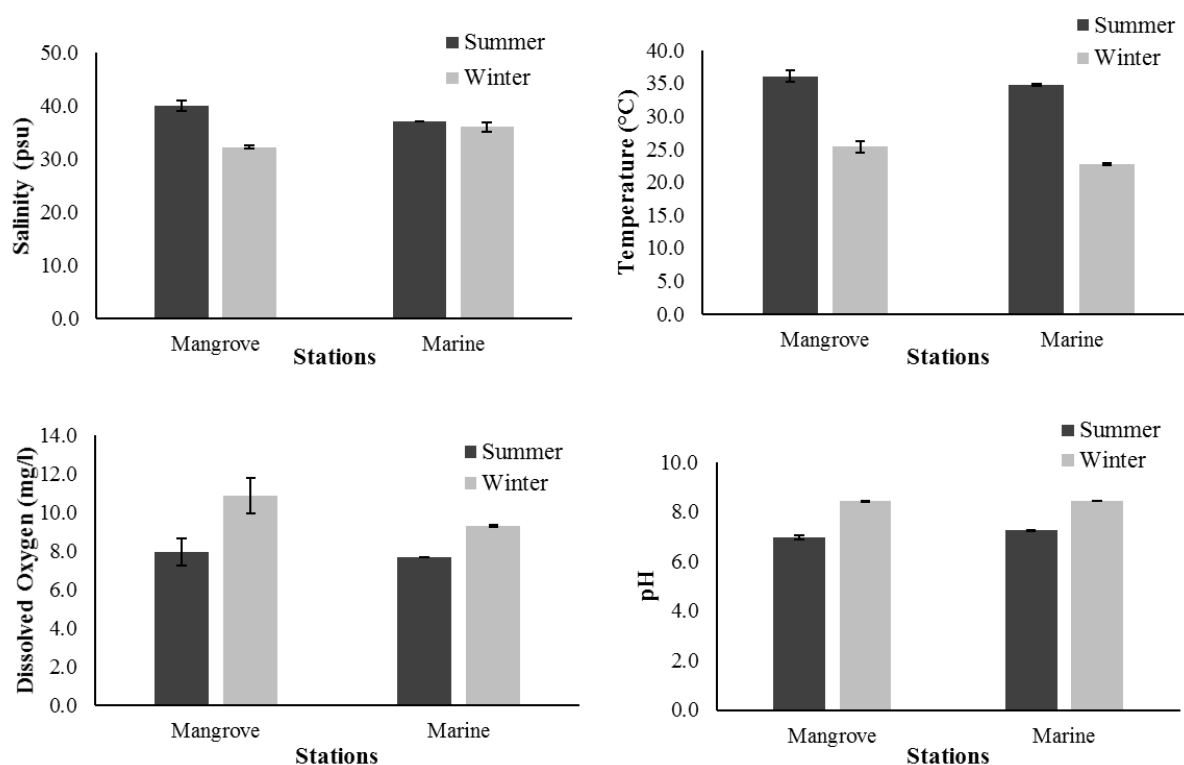 Salinity (psu)
50.0
40.0
30.0
20.0
10.0
0.0
Summer
Winter
Mangrove
Marine
Stations
Temperature (°C)
40.0
35.0
30.0
25.0
20.0
15.0
10.0
5.0
0.0
Summer
Winter
Mangrove
Marine
Stations
Dissolved Oxygen (mg/l)
14.0
12.0
10.0
8.0
6.0
4.0
2.0
0.0
Summer
Winter
Mangrove
Marine
Stations
pH
10.0
8.0
6.0
4.0
2.0
0.0
Summer
Winter
Mangrove
Marine
Stations